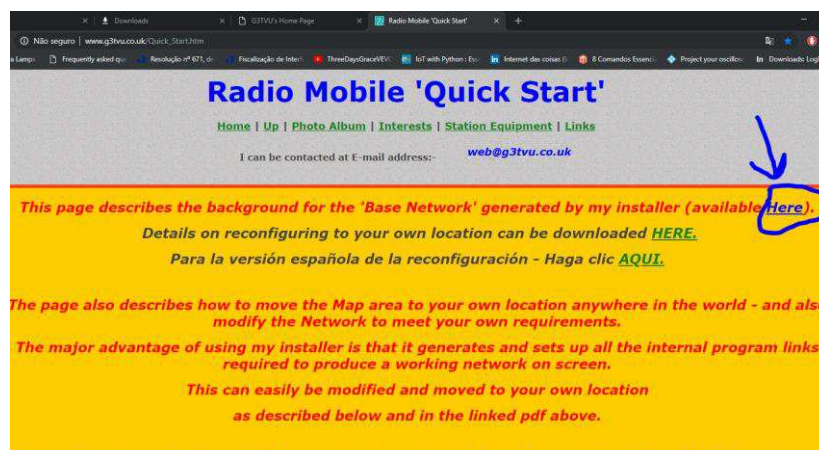 Downloads
G3TVU's Home Page
Radio Mobile 'Quick Start'
Não seguro | www.g3tvu.co.uk/Quick_Start.htm
Frequently asked que
Resolução nº 671, de
Fiscalização de Interf
ThreeDaysGraceVEVO
IoT with Python : Ess
Internet das coisas
8 Comandos Essenci
Project your oscillos
Downloads: Logi
Radio Mobile 'Quick Start'
Home | Up | Photo Album | Interests | Station Equipment | Links
I can be contacted at E-mail address:- web@g3tvu.co.uk
This page describes the background for the 'Base Network' generated by my installer (available Here).
Details on reconfiguring to your own location can be downloaded HERE.
Para la versión española de la reconfiguración - Haga clic AQUI.
The page also describes how to move the Map area to your own location anywhere in the world - and also
modify the Network to meet your own requirements.
The major advantage of using my installer is that it generates and sets up all the internal program links
required to produce a working network on screen.
This can easily be modified and moved to your own location
as described below and in the linked pdf above.